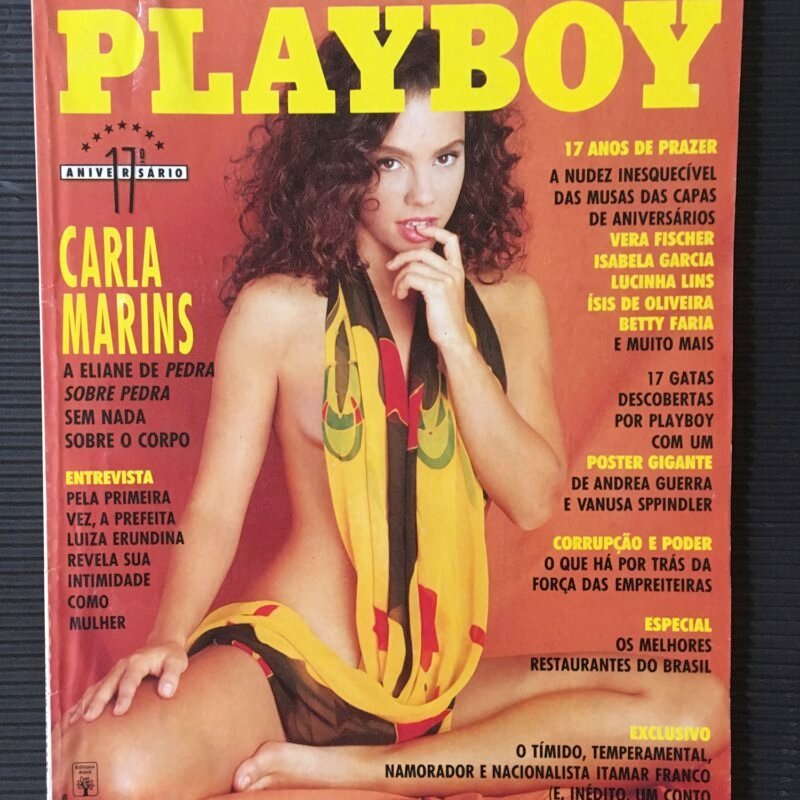 PLAYBOY
17º
ANIVERSÁRIO
CARLA
MARINS
A ELIANE DE PEDRA
SOBRE PEDRA
SEM NADA
SOBRE O CORPO
ENTREVISTA
PELA PRIMEIRA
VEZ, A PREFEITA
LUIZA ERUNDINA
REVELA SUA
INTIMIDADE
COMO
MULHER
17 ANOS DE PRAZER
A NUDEZ INESQUECÍVEL
DAS MUSAS DAS CAPAS
DE ANIVERSÁRIOS
VERA FISCHER
ISABELA GARCIA
LUCINHA LINS
ÍSIS DE OLIVEIRA
BETTY FARIA
E MUITO MAIS
17 GATAS
DESCOBERTAS
POR PLAYBOY
COM UM
POSTER GIGANTE
DE ANDREA GUERRA
E VANUSA SPPINDLER
CORRUPÇÃO E PODER
O QUE HÁ POR TRÁS DA
FORÇA DAS EMPREITEIRAS
ESPECIAL
OS MELHORES
RESTAURANTES DO BRASIL
EXCLUSIVO
O TÍMIDO, TEMPERAMENTAL,
NAMORADOR E NACIONALISTA ITAMAR FRANCO
(E, INÉDITO, UM CONTO
Editora
Abril